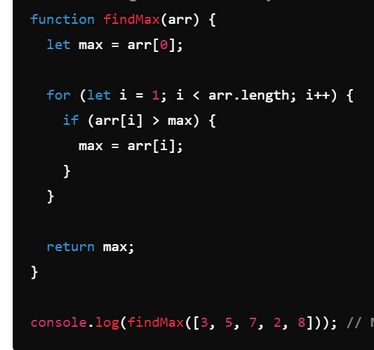 function findMax(arr) {
  let max = arr[0];

  for (let i = 1; i < arr.length; i++) {
    if (arr[i] > max) {
      max = arr[i];
    }
  }

  return max;
}

console.log(findMax([3, 5, 7, 2, 8])); //